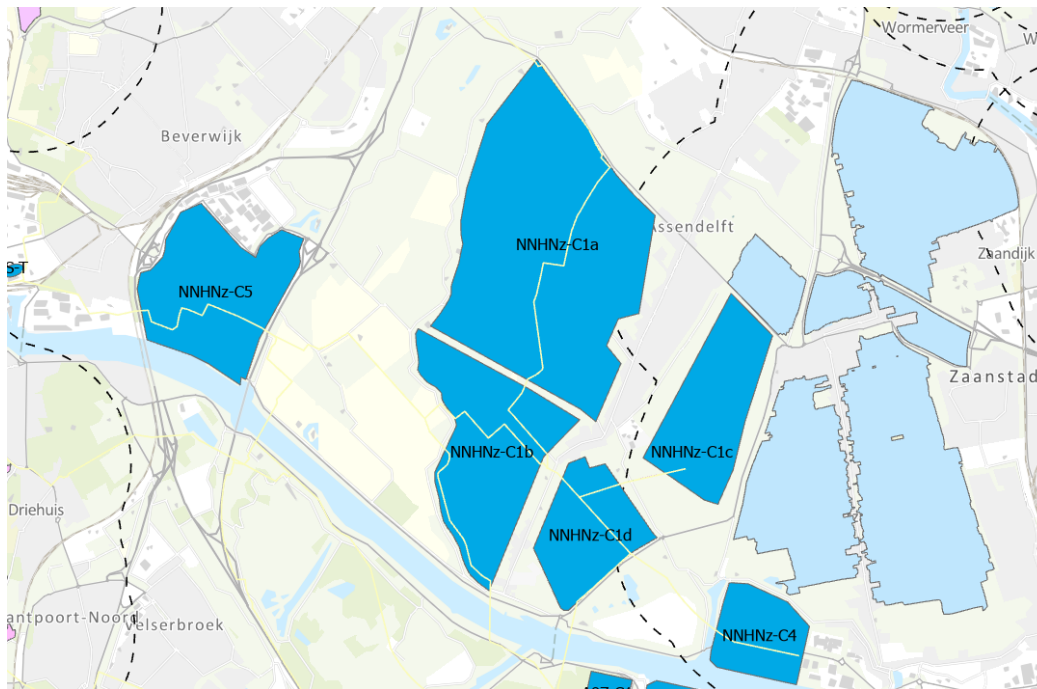 Wormerveer
W
Beverwijk
Assendelft
NNHNz-C1a
Zaandijk
S-T
NNHNz-C5
Zaanstad
NNHNz-C1b
NNHNz-C1c
Driehuis
NNHNz-C1d
antpoort-Noord
Velserbroek
NNHNz-C4